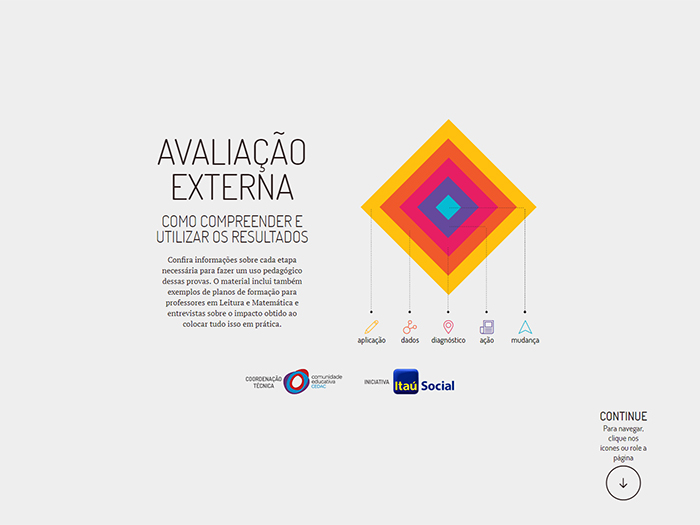 AVALIAÇÃO
EXTERNA
COMO COMPREENDER E
UTILIZAR OS RESULTADOS
Confira informações sobre cada etapa
necessária para fazer um uso pedagógico
dessas provas. O material inclui também
exemplos de planos de formação para
professores em Leitura e Matemática e
entrevistas sobre o impacto obtido ao
colocar tudo isso em prática.
aplicação
dados
diagnóstico
ação
mudança
COORDENAÇÃO
TÉCNICA
comunidade
educativa
CEDAC
INICIATIVA
Itaú Social
CONTINUE
Para navegar,
clique nos
ícones ou role a
página